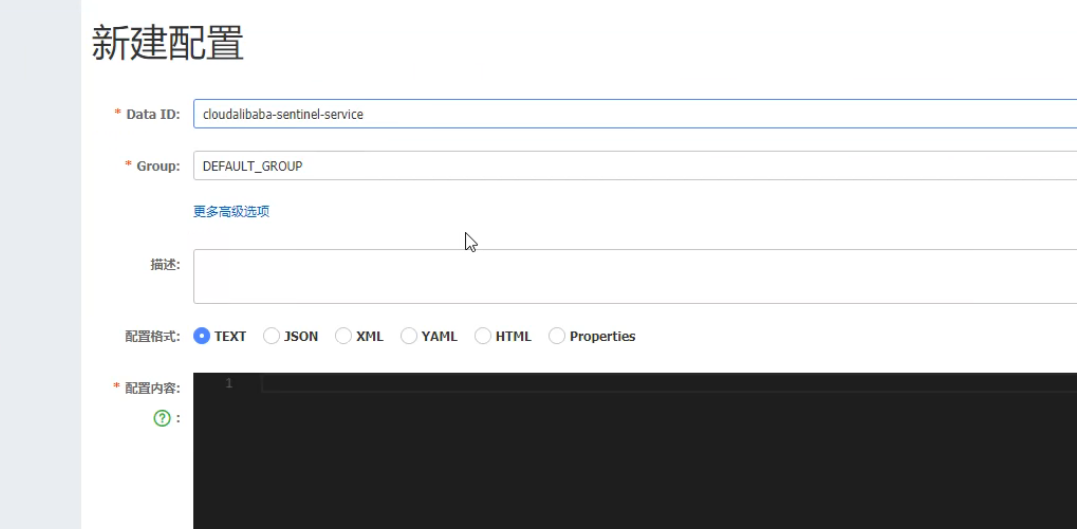 新建配置
* Data ID: cloudalibaba-sentinel-service
* Group: DEFAULT_GROUP
更多高级选项
描述:
配置格式: TEXT JSON XML YAML HTML Properties
* 配置内容: 1
? :